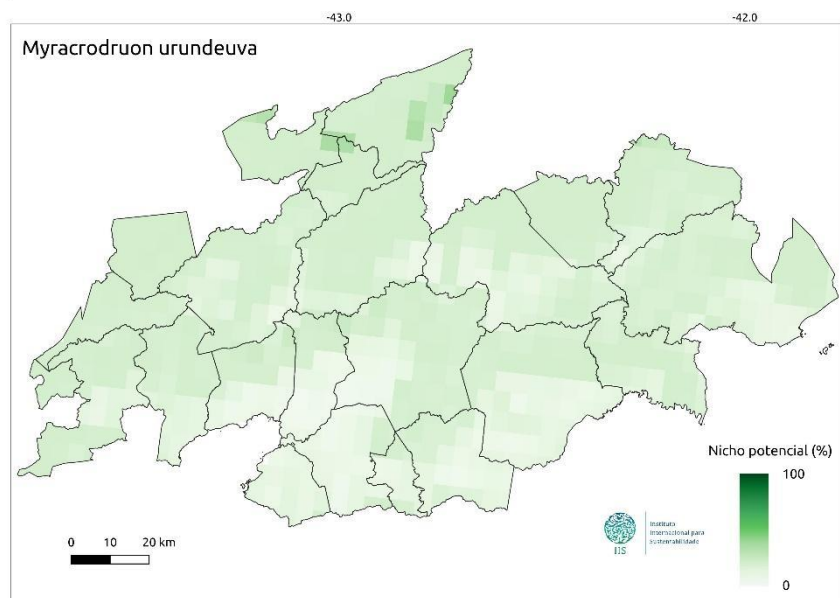 -43.0
-42.0
Myracrodruon urundeuva
Nicho potencial (%)
100
0
0 10 20 km
IIS
Instituto
Internacional para
Sustentabilidade